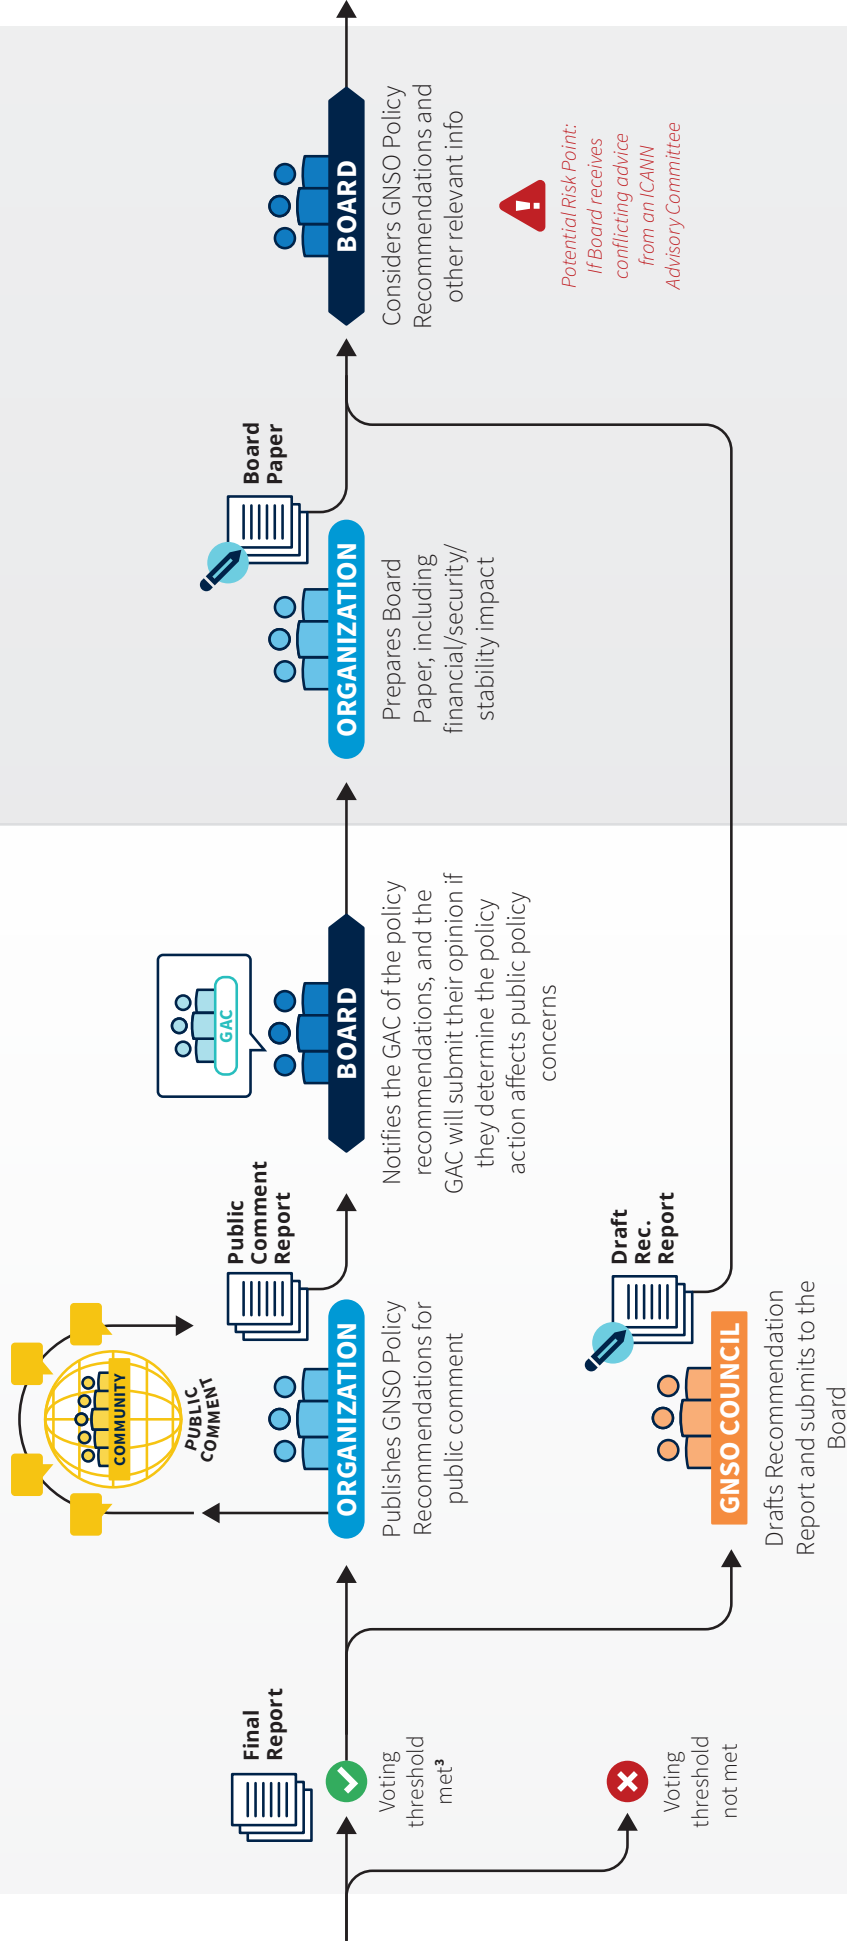 Final
Report
Voting
threshold
met³
Voting
threshold
not met
COMMUNITY
PUBLIC
COMMENT
ORGANIZATION
Publishes GNSO Policy
Recommendations for
public comment
Public
Comment
Report
GNSO COUNCIL
Drafts Recommendation
Report and submits to the
Board
Draft
Rec.
Report
GAC
BOARD
Notifies the GAC of the policy
recommendations, and the
GAC will submit their opinion if
they determine the policy
action affects public policy
concerns
ORGANIZATION
Prepares Board
Paper, including
financial/security/
stability impact
Board
Paper
BOARD
Considers GNSO Policy
Recommendations and
other relevant info
Potential Risk Point:
If Board receives
conflicting advice
from an ICANN
Advisory Committee